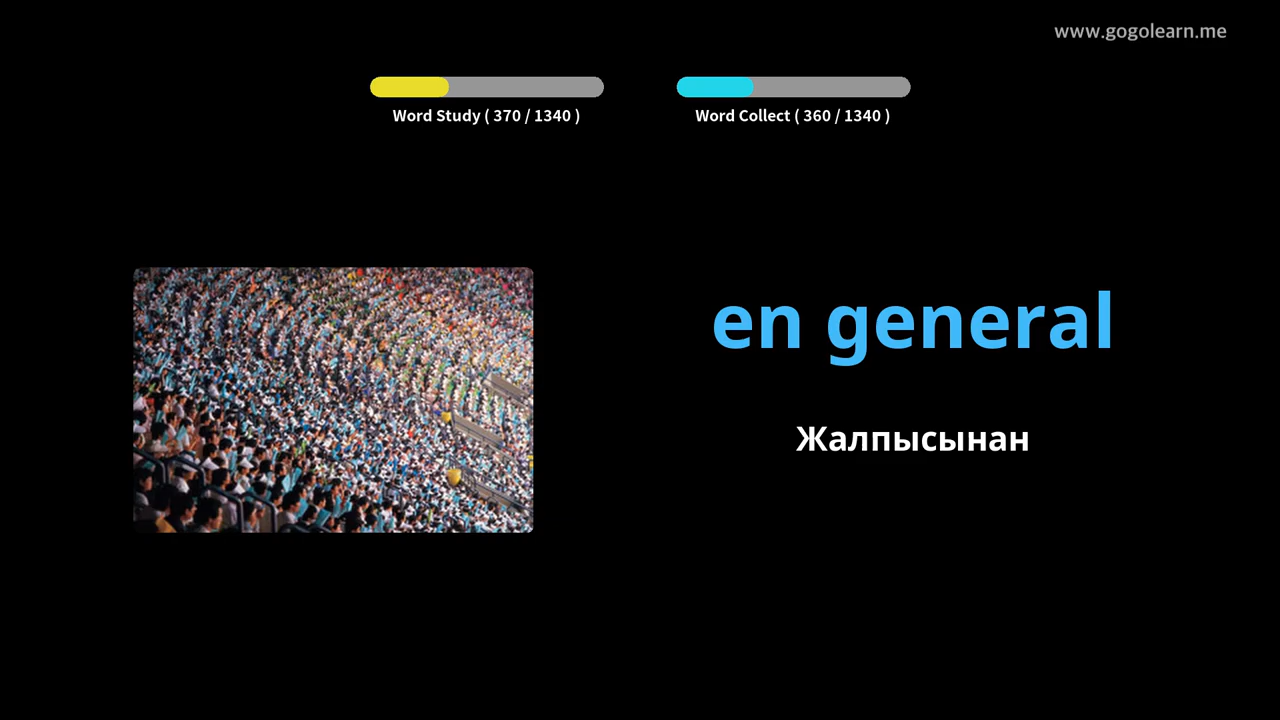 www.gogolearn.me
Word Study ( 370 / 1340 )
Word Collect ( 360 / 1340 )
en general
Жалпысынан